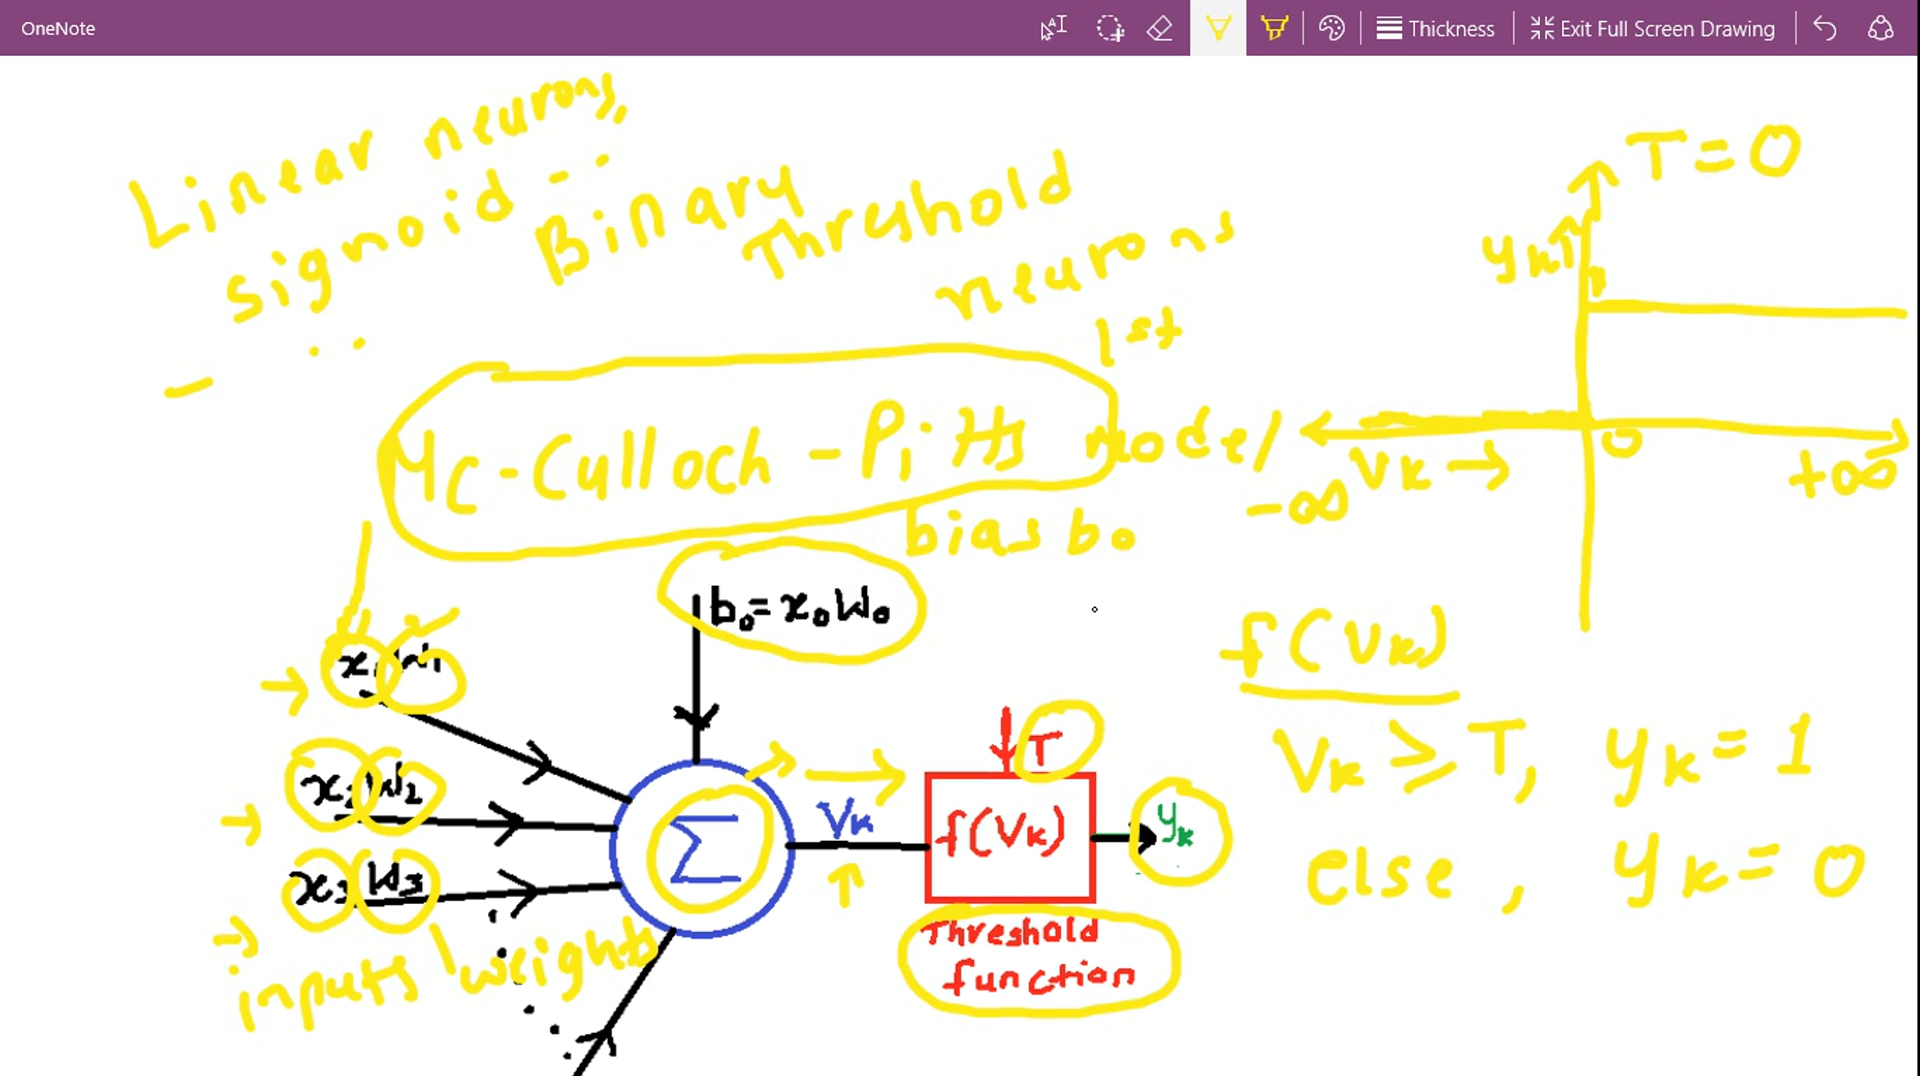 OneNote
Thickness
Exit Full Screen Drawing
Linear neurons,
sigmoid - ..
Binary
Threshold
neurons
1st
Mc-Culloch-Pitts model
bias b0
b0 = x0 W0
x1 W1
x2 W2
x3 W3
inputs weights
Σ
Vk
T
f(Vk)
yk
Threshold
function
T = 0
yk ↑
0
Vk →
-∞
+∞
f(Vk)
Vk ≥ T, yk = 1
else, yk = 0